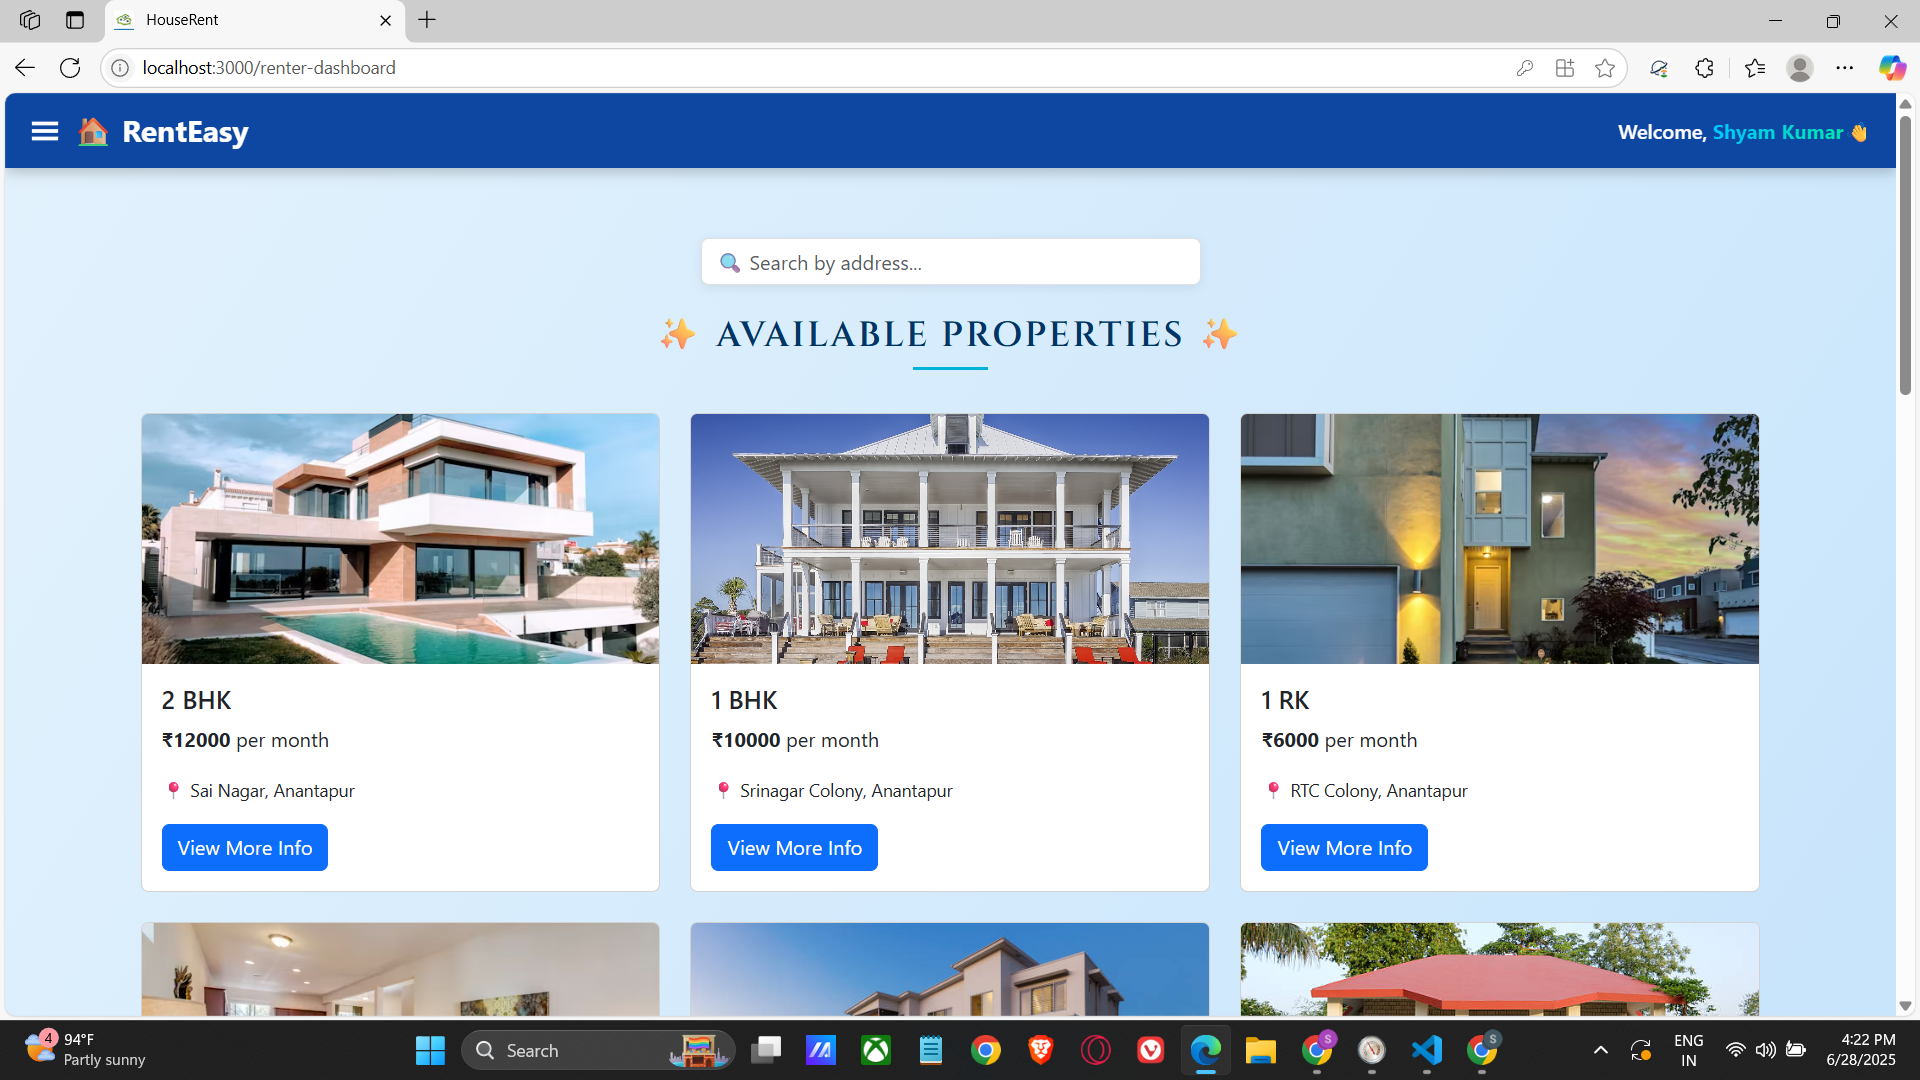 HouseRent
localhost:3000/renter-dashboard
RentEasy
Welcome, Shyam Kumar 👋
🔍 Search by address...
✨ AVAILABLE PROPERTIES ✨
2 BHK
₹12000 per month
📍 Sai Nagar, Anantapur
View More Info
1 BHK
₹10000 per month
📍 Srinagar Colony, Anantapur
View More Info
1 RK
₹6000 per month
📍 RTC Colony, Anantapur
View More Info
4
94°F
Partly sunny
Search
S
S
ENG
IN
4:22 PM
6/28/2025